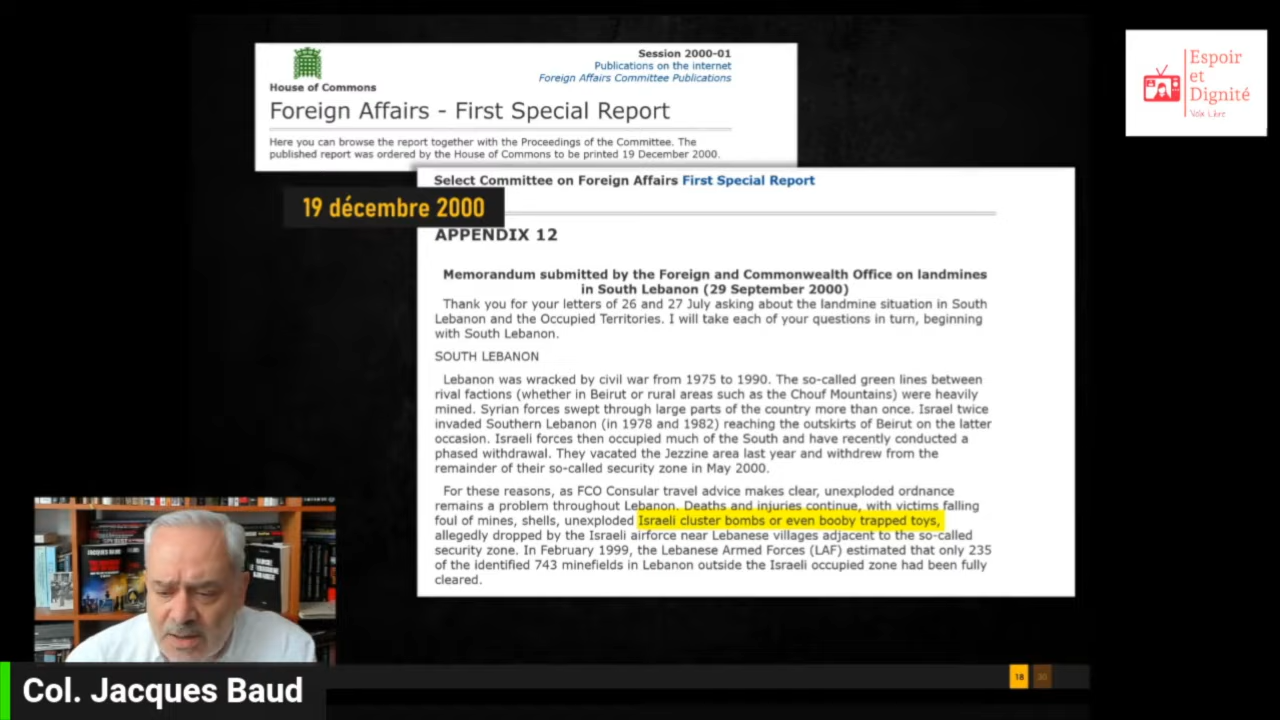 House of Commons
Session 2000-01
Publications on the internet
Foreign Affairs Committee Publications
Foreign Affairs - First Special Report
Here you can browse the report together with the Proceedings of the Committee. The
published report was ordered by the House of Commons to be printed 19 December 2000.
Espoir
et
Dignité
19 décembre 2000
Select Committee on Foreign Affairs First Special Report
APPENDIX 12
Memorandum submitted by the Foreign and Commonwealth Office on landmines
in South Lebanon (29 September 2000)
Thank you for your letters of 26 and 27 July asking about the landmine situation in South
Lebanon and the Occupied Territories. I will take each of your questions in turn, beginning
with South Lebanon.
SOUTH LEBANON
Lebanon was wracked by civil war from 1975 to 1990. The so-called green lines between
rival factions (whether in Beirut or rural areas such as the Chouf Mountains) were heavily
mined. Syrian forces swept through large parts of the country more than once. Israel twice
invaded Southern Lebanon (in 1978 and 1982) reaching the outskirts of Beirut on the latter
occasion. Israeli forces then occupied much of the South and have recently conducted a
phased withdrawal. They vacated the Jezzine area last year and withdrew from the
remainder of their so-called security zone in May 2000.
For these reasons, as FCO Consular travel advice makes clear, unexploded ordnance
remains a problem throughout Lebanon. Deaths and injuries continue, with victims falling
foul of mines, shells, unexploded Israeli cluster bombs or even booby trapped toys,
allegedly dropped by the Israeli airforce near Lebanese villages adjacent to the so-called
security zone. In February 1999, the Lebanese Armed Forces (LAF) estimated that only 235
of the identified 743 minefields in Lebanon outside the Israeli occupied zone had been fully
cleared.
18
30
Col. Jacques Baud